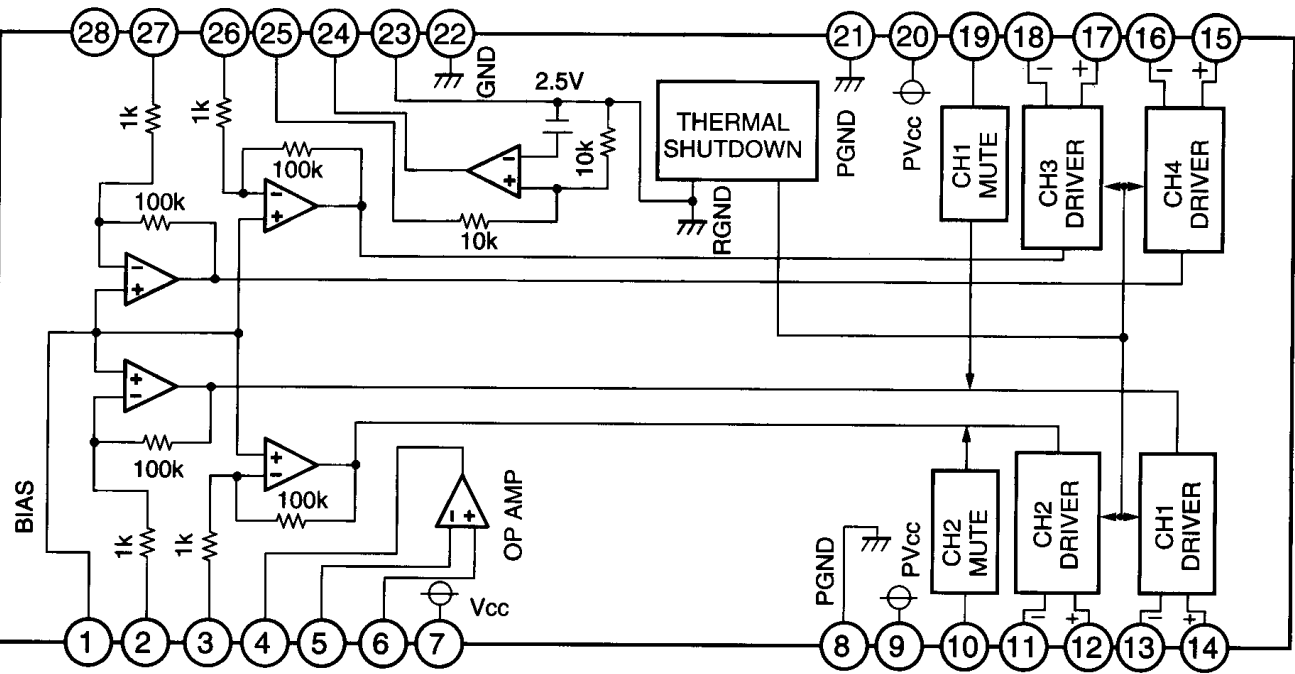 28 27 26 25 24 23 22 21 20 19 18 17 16 15
GND
PGND
PVcc
− + − +
2.5V
1k
1k
100k
10k
THERMAL
SHUTDOWN
CH1
MUTE
CH3
DRIVER
CH4
DRIVER
−
+
−
+
100k
10k
RGND
−
+
+
−
100k
+
−
100k
BIAS
1k
1k
− +
OP AMP
Vcc
PGND
PVcc
CH2
MUTE
CH2
DRIVER
CH1
DRIVER
− + − +
1 2 3 4 5 6 7 8 9 10 11 12 13 14